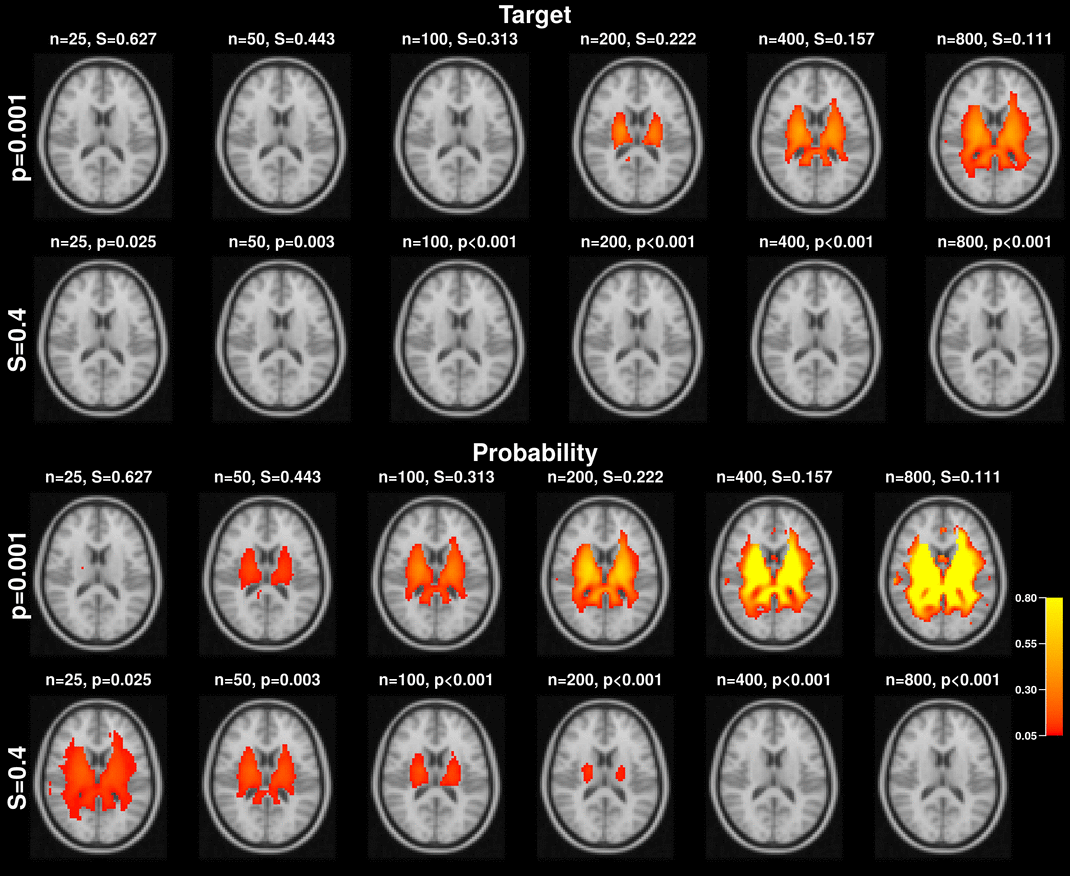 Target
n=25, S=0.627 n=50, S=0.443 n=100, S=0.313 n=200, S=0.222 n=400, S=0.157 n=800, S=0.111
p=0.001
n=25, p=0.025 n=50, p=0.003 n=100, p<0.001 n=200, p<0.001 n=400, p<0.001 n=800, p<0.001
S=0.4
Probability
n=25, S=0.627 n=50, S=0.443 n=100, S=0.313 n=200, S=0.222 n=400, S=0.157 n=800, S=0.111
p=0.001
0.80
0.55
0.30
0.05
n=25, p=0.025 n=50, p=0.003 n=100, p<0.001 n=200, p<0.001 n=400, p<0.001 n=800, p<0.001
S=0.4